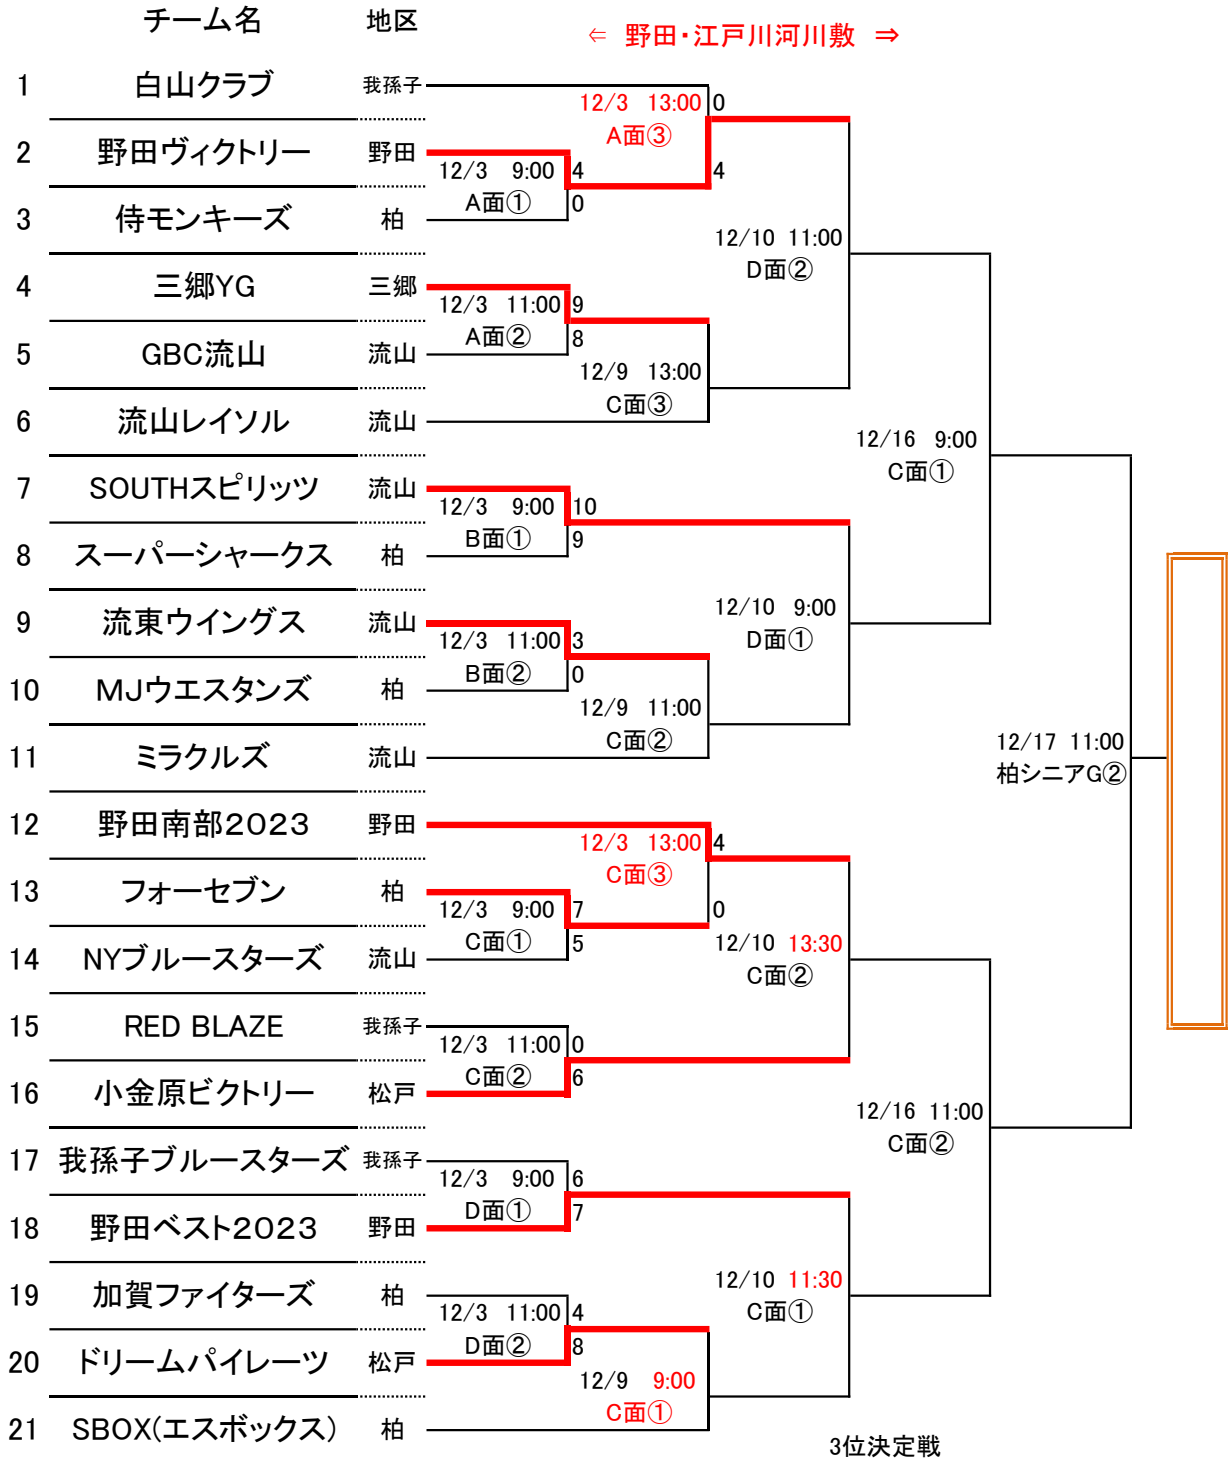 チーム名 地区
⇐ 野田・江戸川河川敷 ⇒
1 白山クラブ 我孫子
12/3 13:00 0
A面③
2 野田ヴィクトリー 野田
12/3 9:00 4
4
A面① 0
3 侍モンキーズ 柏
12/10 11:00
D面②
4 三郷YG 三郷
12/3 11:00 9
A面② 8
5 GBC流山 流山
12/9 13:00
C面③
6 流山レイソル 流山
12/16 9:00
C面①
7 SOUTHスピリッツ 流山
12/3 9:00 10
B面① 9
8 スーパーシャークス 柏
12/10 9:00
D面①
9 流東ウイングス 流山
12/3 11:00 3
B面② 0
10 MJウエスタンズ 柏
12/9 11:00
C面②
11 ミラクルズ 流山
12/17 11:00
柏シニアG②
12 野田南部2023 野田
12/3 13:00 4
C面③
13 フォーセブン 柏
12/3 9:00 7
0
C面① 5
12/10 13:30
C面②
14 NYブルースターズ 流山
15 RED BLAZE 我孫子
12/3 11:00 0
C面② 6
16 小金原ビクトリー 松戸
12/16 11:00
C面②
17 我孫子ブルースターズ 我孫子
12/3 9:00 6
D面① 7
18 野田ベスト2023 野田
12/10 11:30
C面①
19 加賀ファイターズ 柏
12/3 11:00 4
D面② 8
20 ドリームパイレーツ 松戸
12/9 9:00
C面①
21 SBOX(エスボックス) 柏
3位決定戦